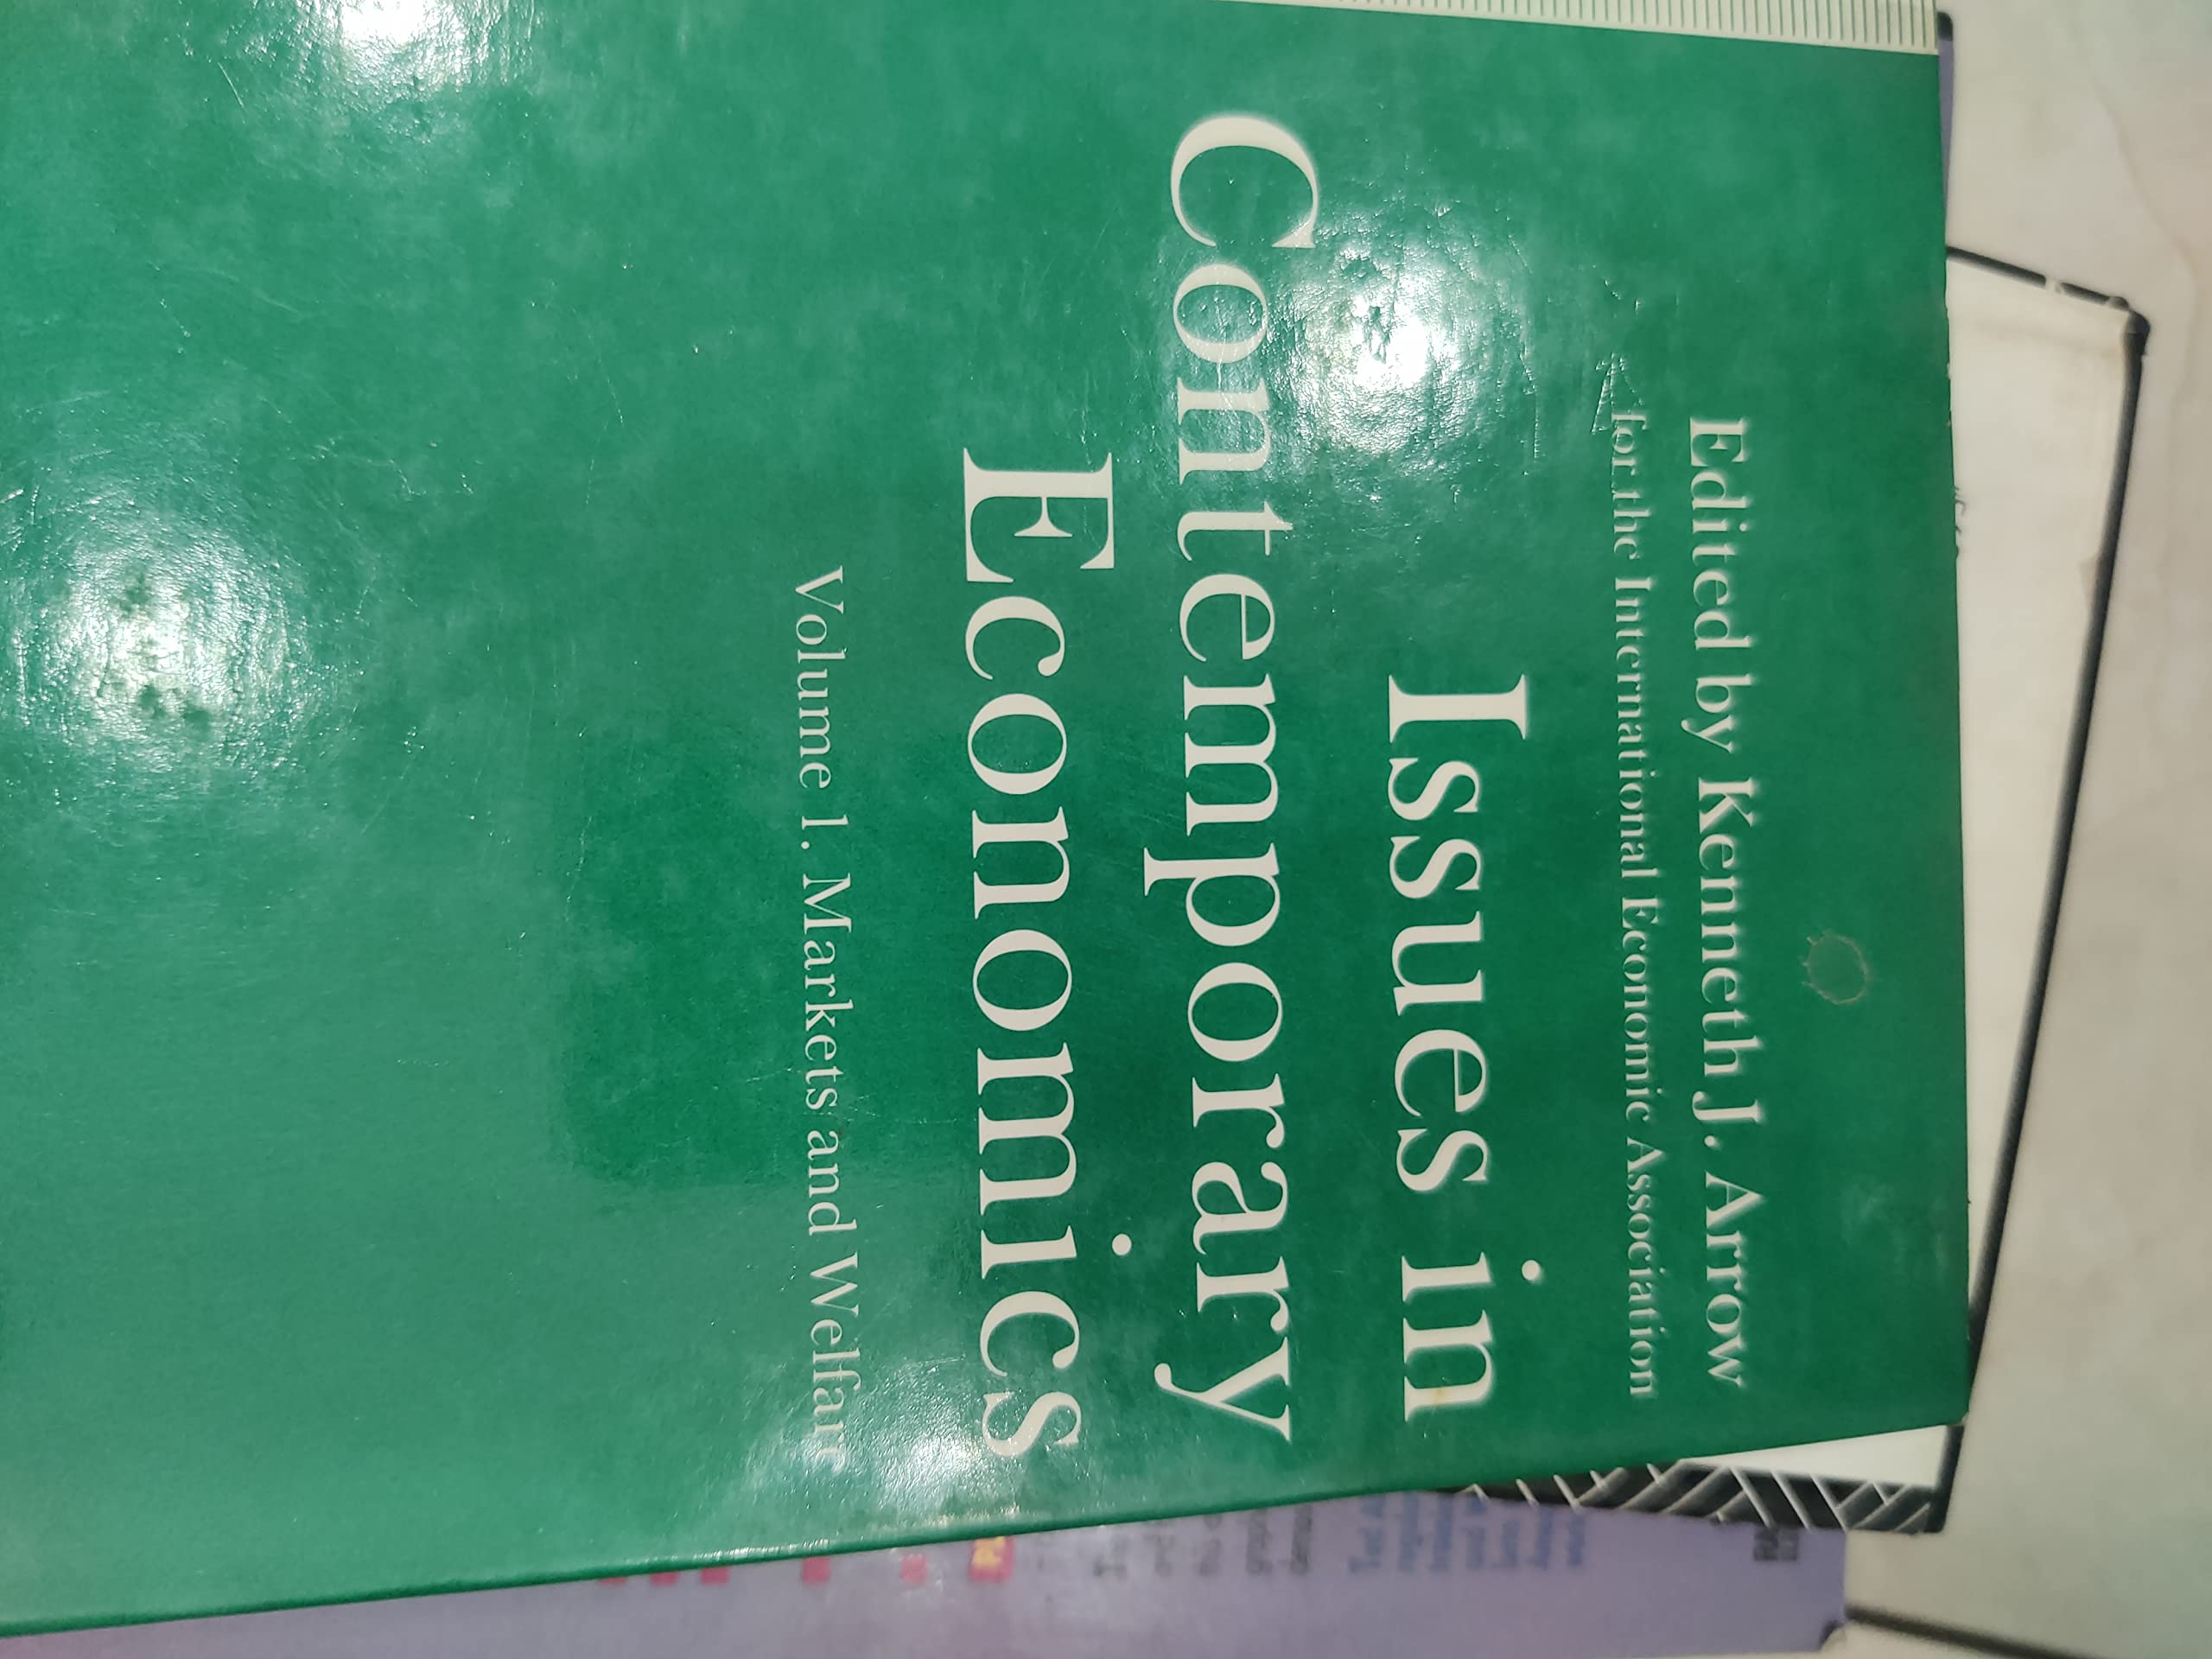 Edited by Kenneth J. Arrow
for the International Economic Association
Issues in
Contemporary
Economics
Volume 1. Markets and Welfare